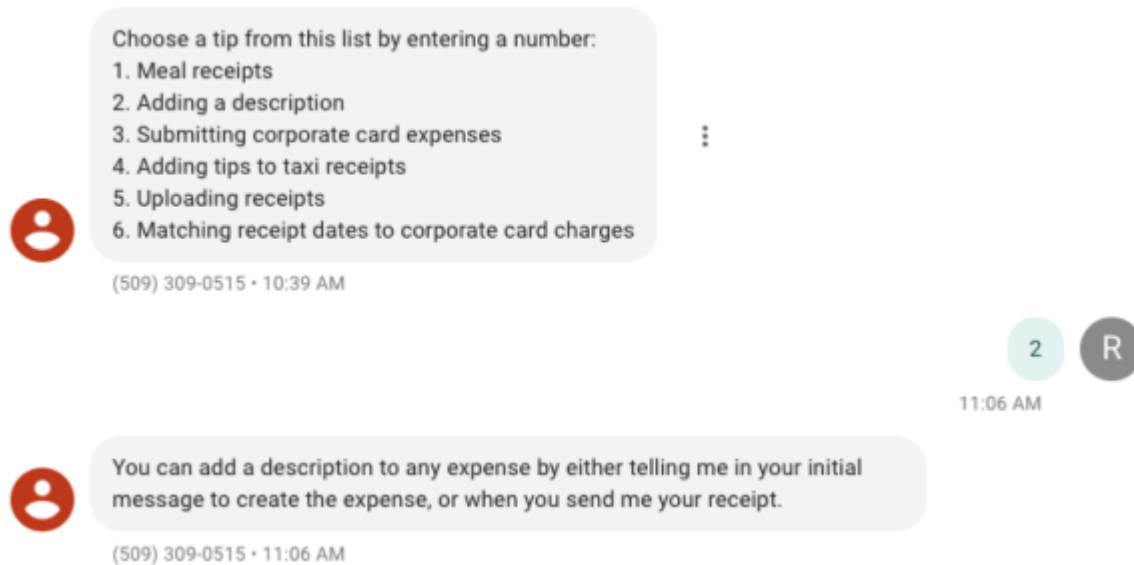 Choose a tip from this list by entering a number:
1. Meal receipts
2. Adding a description
3. Submitting corporate card expenses
4. Adding tips to taxi receipts
5. Uploading receipts
6. Matching receipt dates to corporate card charges
(509) 309-0515 • 10:39 AM
2
R
11:06 AM
You can add a description to any expense by either telling me in your initial
message to create the expense, or when you send me your receipt.
(509) 309-0515 • 11:06 AM